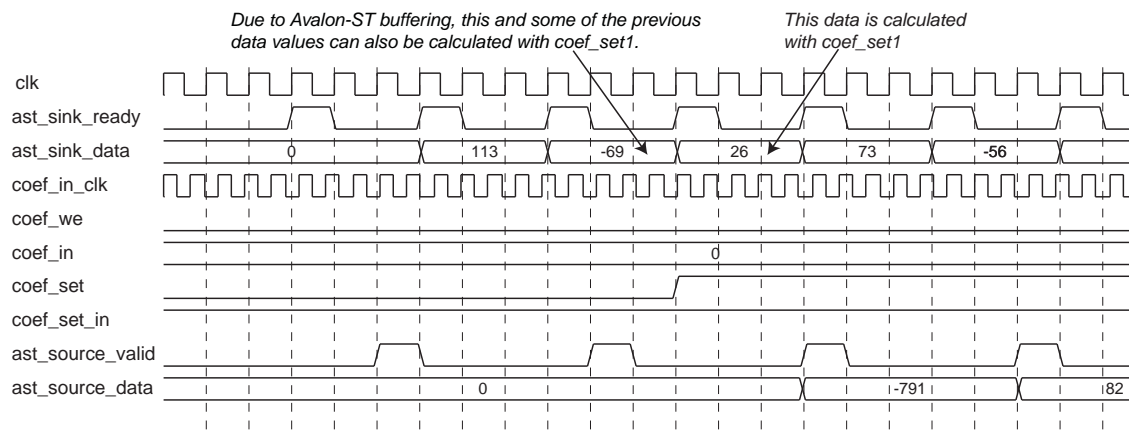 Due to Avalon-ST buffering, this and some of the previous
data values can also be calculated with coef_set1.
This data is calculated
with coef_set1
clk
ast_sink_ready
ast_sink_data 0 113 -69 26 73 -56
coef_in_clk
coef_we
coef_in 0
coef_set
coef_set_in
ast_source_valid
ast_source_data 0 -791 82